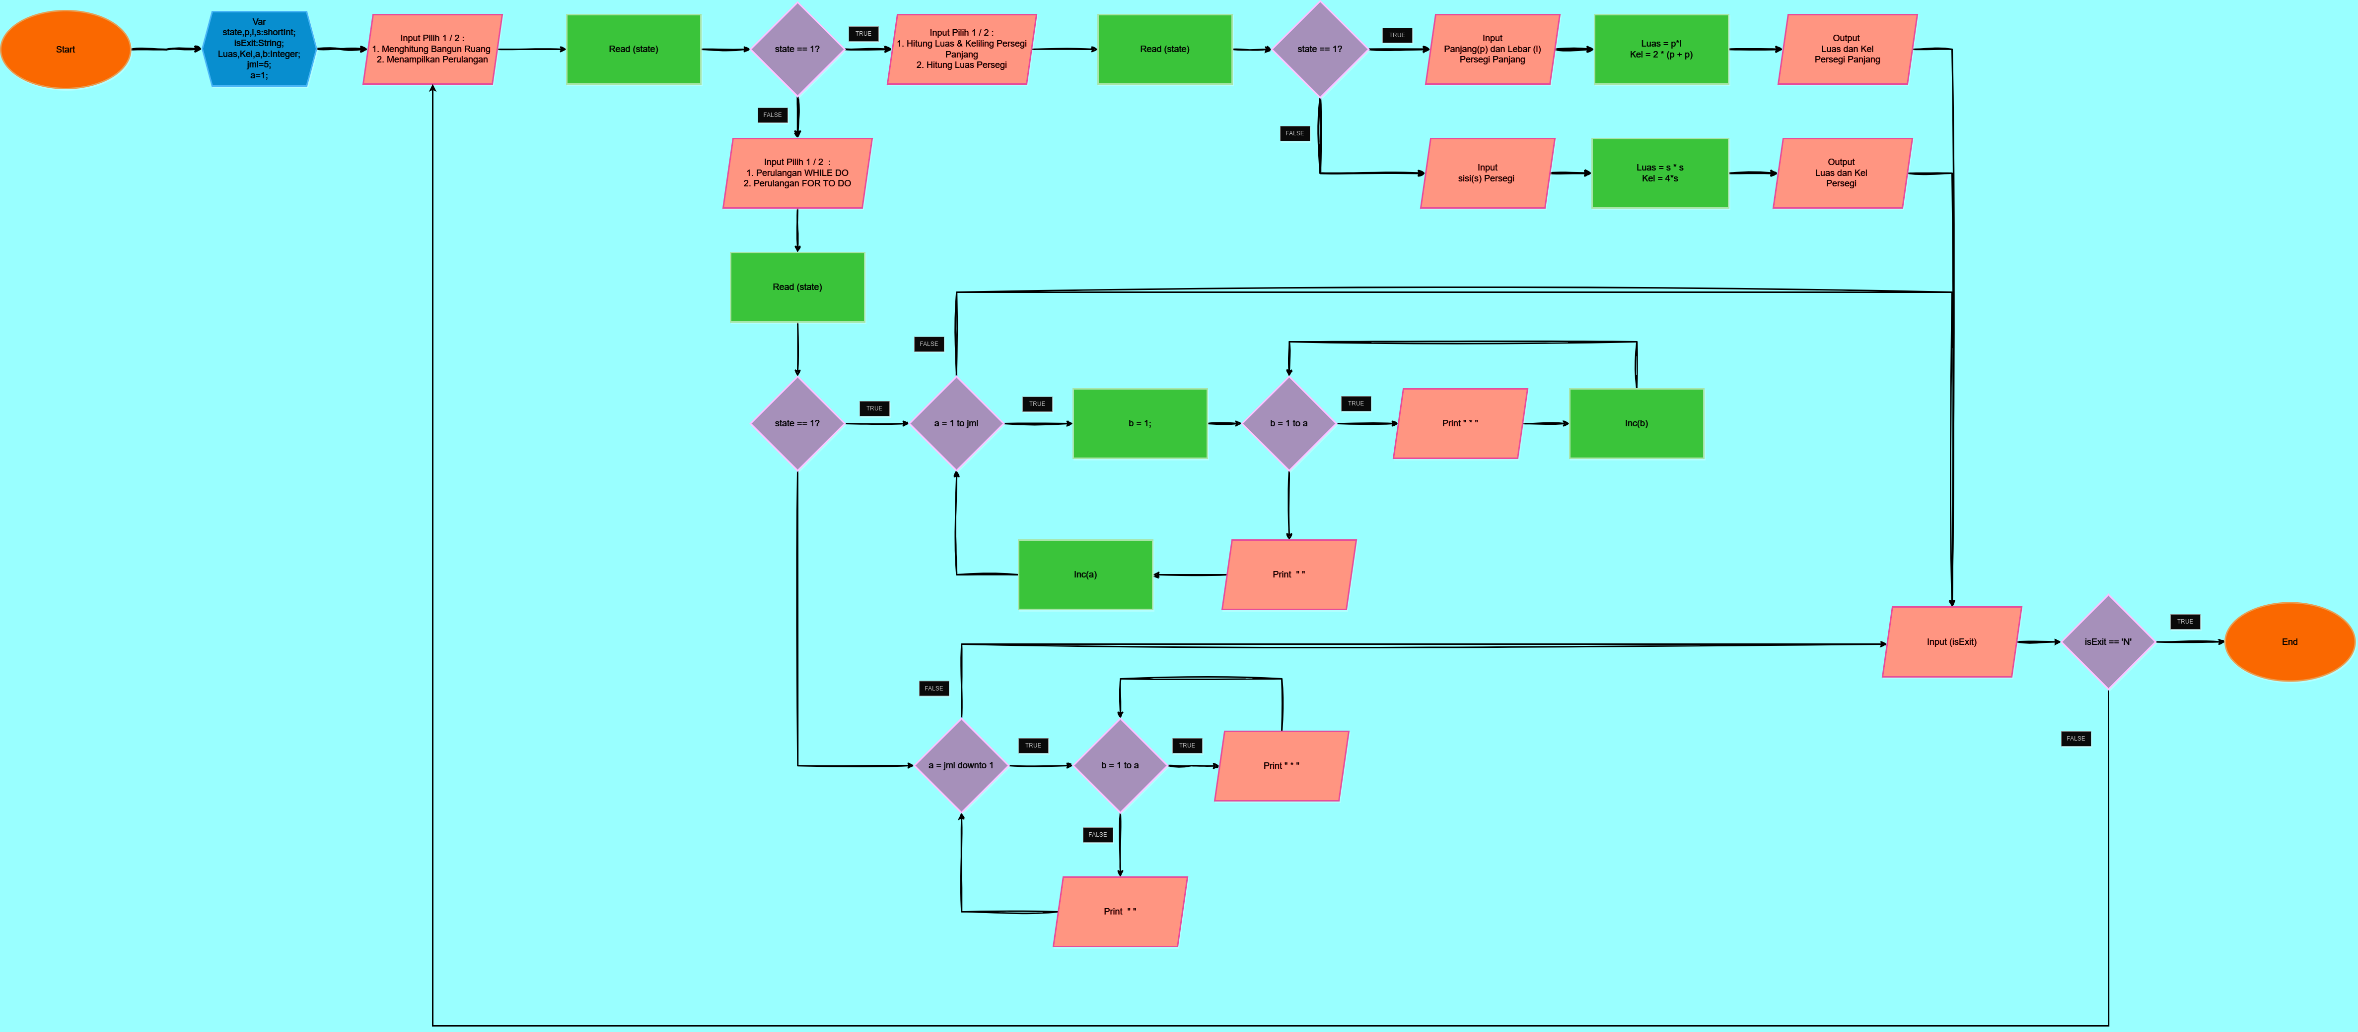 Start
Var
state,p,l,s:shortint;
isExit:String;
Luas,Kel,a,b:Integer;
jml=5;
a=1;
Input Pilih 1 / 2 :
1. Menghitung Bangun Ruang
2. Menampilkan Perulangan
Read (state)
state == 1?
TRUE
Input Pilih 1 / 2 :
1. Hitung Luas & Keliling Persegi
Panjang
2. Hitung Luas Persegi
Read (state)
state == 1?
TRUE
Input
Panjang(p) dan Lebar (l)
Persegi Panjang
Luas = p*l
Kel = 2 * (p + p)
Output
Luas dan Kel
Persegi Panjang
FALSE
FALSE
Input Pilih 1 / 2  :
1. Perulangan WHILE DO
2. Perulangan FOR TO DO
Input
sisi(s) Persegi
Luas = s * s
Kel = 4*s
Output
Luas dan Kel
Persegi
Read (state)
FALSE
state == 1?
TRUE
a = 1 to jml
TRUE
b = 1;
b = 1 to a
TRUE
Print " * "
Inc(b)
Inc(a)
Print  " "
Input (isExit)
isExit == 'N'
TRUE
End
FALSE
FALSE
a = jml downto 1
TRUE
b = 1 to a
TRUE
Print " * "
FALSE
Print  " "